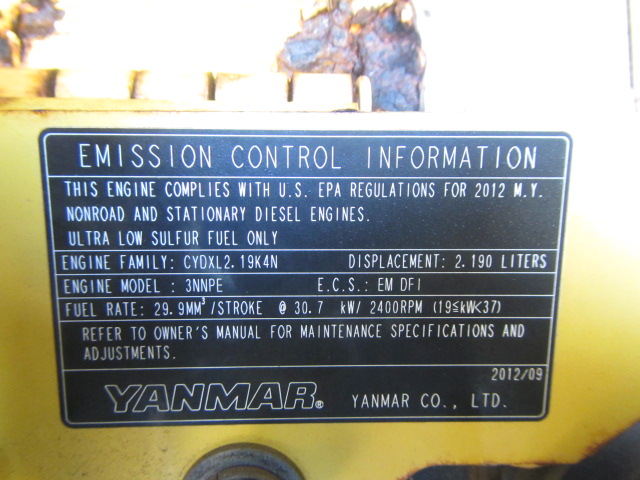 EMISSION CONTROL INFORMATION
THIS ENGINE COMPLIES WITH U.S. EPA REGULATIONS FOR 2012 M.Y.
NONROAD AND STATIONARY DIESEL ENGINES.
ULTRA LOW SULFUR FUEL ONLY
ENGINE FAMILY: CYDXL2.19K4N DISPLACEMENT: 2.190 LITERS
ENGINE MODEL : 3NNPE E.C.S.: EM DFI
FUEL RATE: 29.9MM³/STROKE @ 30.7 kW/ 2400RPM (19≦kW<37)
REFER TO OWNER'S MANUAL FOR MAINTENANCE SPECIFICATIONS AND
ADJUSTMENTS.
2012/09
YANMAR® YANMAR CO., LTD.